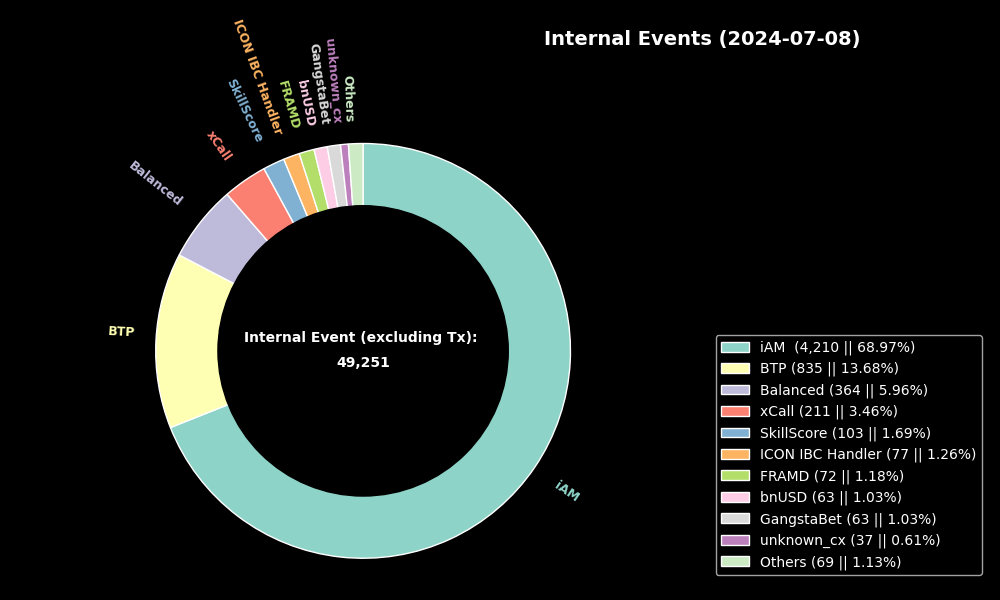 Internal Events (2024-07-08)
ICON IBC Handler
SkillScore
FRAMD
bnUSD
GangstaBet
unknown_cx
Others
xCall
Balanced
BTP
Internal Event (excluding Tx):
49,251
iAM
iAM  (4,210 || 68.97%)
BTP (835 || 13.68%)
Balanced (364 || 5.96%)
xCall (211 || 3.46%)
SkillScore (103 || 1.69%)
ICON IBC Handler (77 || 1.26%)
FRAMD (72 || 1.18%)
bnUSD (63 || 1.03%)
GangstaBet (63 || 1.03%)
unknown_cx (37 || 0.61%)
Others (69 || 1.13%)